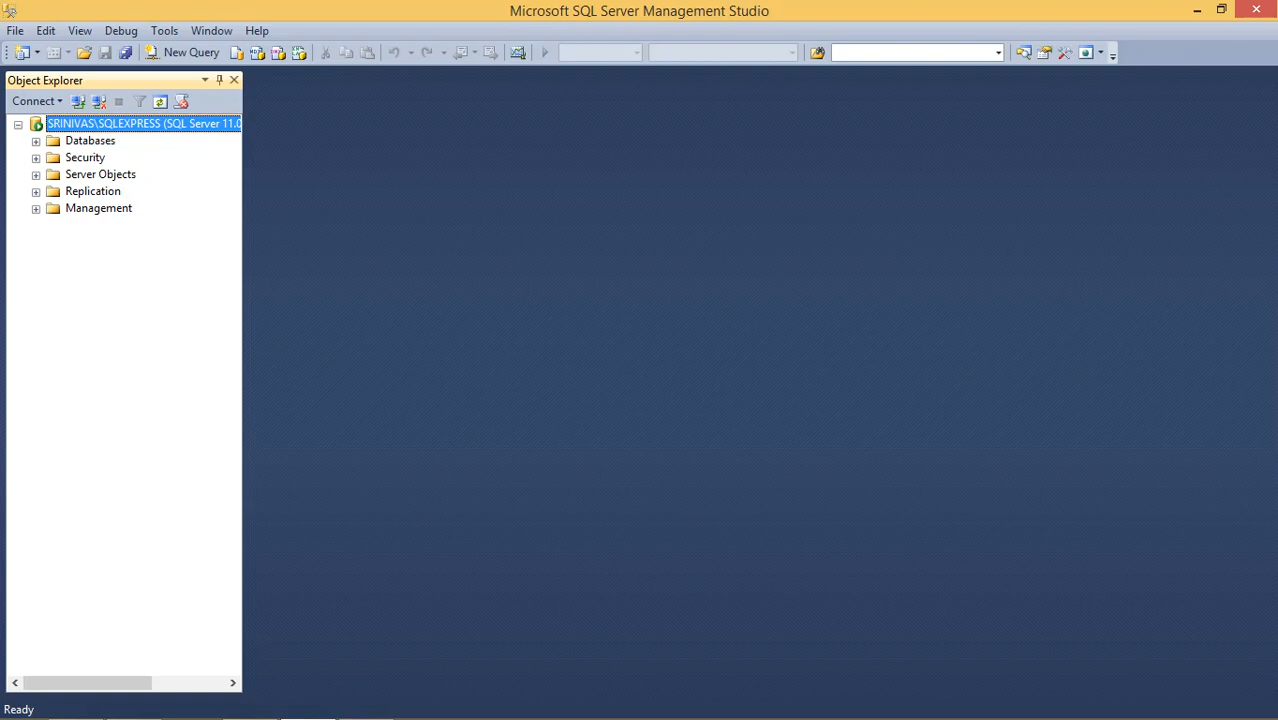 Microsoft SQL Server Management Studio
File Edit View Debug Tools Window Help
New Query
Object Explorer
Connect
SRINIVAS\SQLEXPRESS (SQL Server 11.0
Databases
Security
Server Objects
Replication
Management
Ready